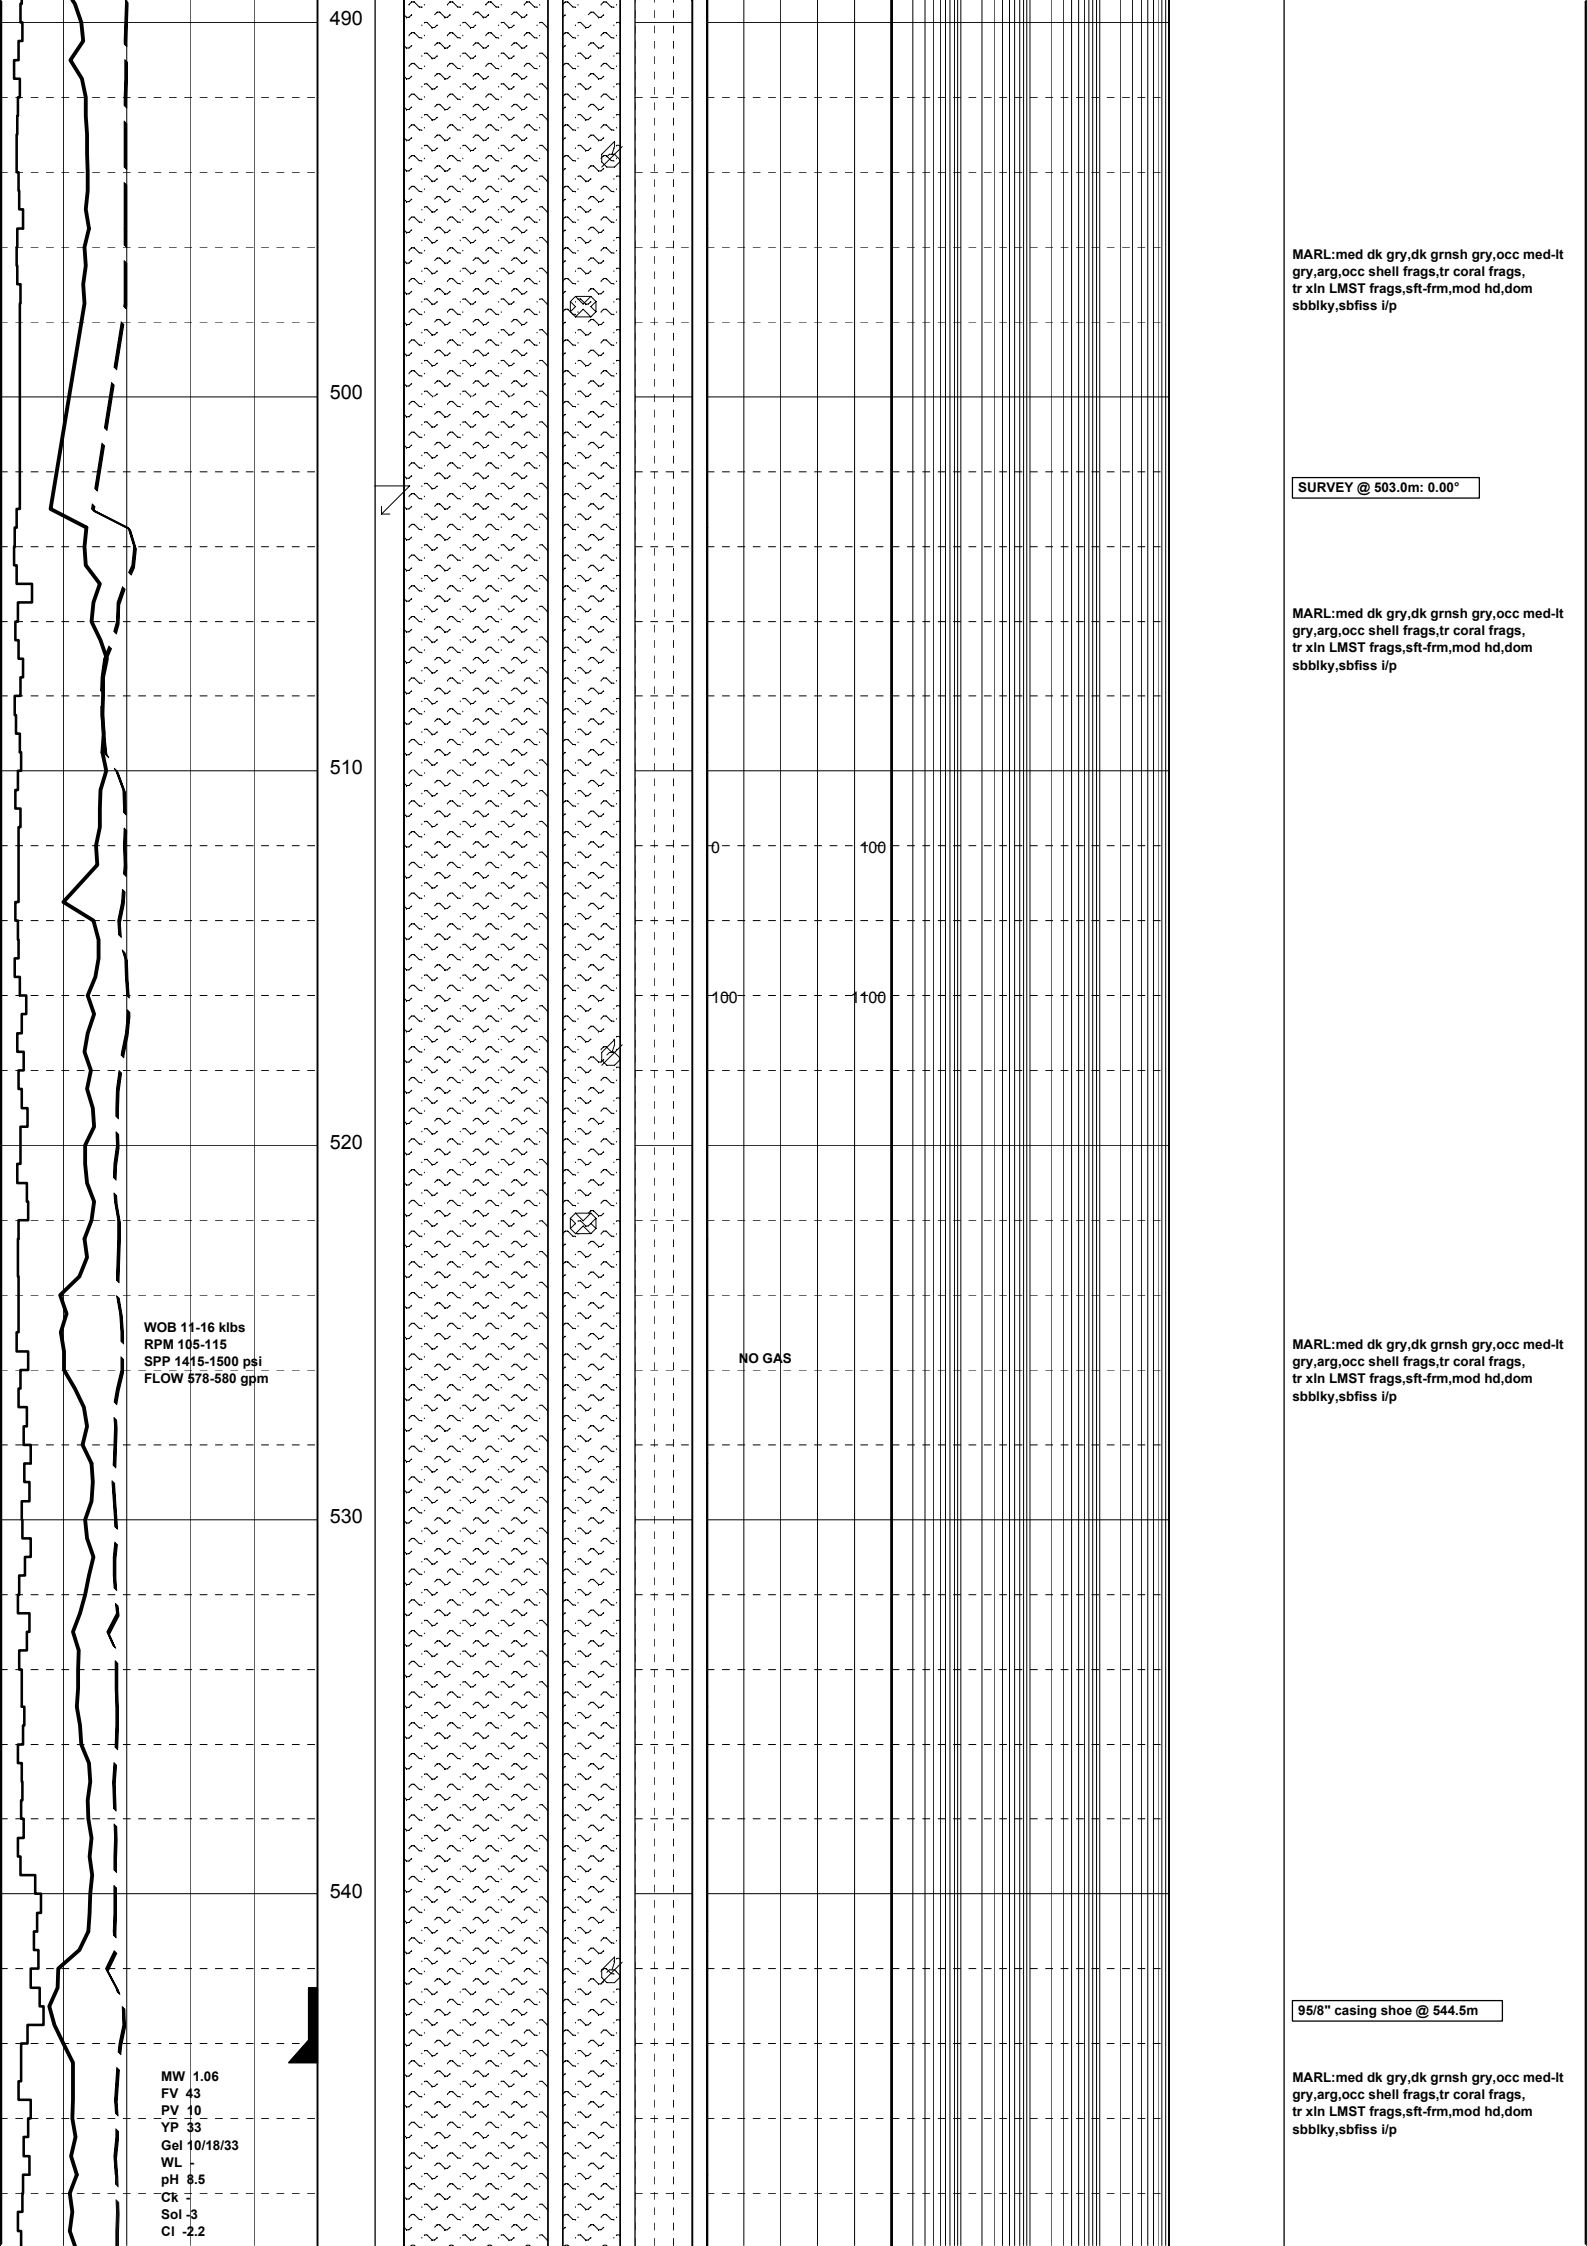 490
MARL:med dk gry,dk grnsh gry,occ med-lt
gry,arg,occ shell frags,tr coral frags,
tr xln LMST frags,sft-frm,mod hd,dom
sbblky,sbfiss i/p
500
SURVEY @ 503.0m: 0.00°
MARL:med dk gry,dk grnsh gry,occ med-lt
gry,arg,occ shell frags,tr coral frags,
tr xln LMST frags,sft-frm,mod hd,dom
sbblky,sbfiss i/p
510
0 100
100 1100
520
WOB 11-16 klbs
RPM 105-115
SPP 1415-1500 psi
FLOW 578-580 gpm
NO GAS
MARL:med dk gry,dk grnsh gry,occ med-lt
gry,arg,occ shell frags,tr coral frags,
tr xln LMST frags,sft-frm,mod hd,dom
sbblky,sbfiss i/p
530
540
95/8" casing shoe @ 544.5m
MW 1.06
FV 43
PV 10
YP 33
Gel 10/18/33
WL -
pH 8.5
Ck -
Sol -3
Cl -2.2
MARL:med dk gry,dk grnsh gry,occ med-lt
gry,arg,occ shell frags,tr coral frags,
tr xln LMST frags,sft-frm,mod hd,dom
sbblky,sbfiss i/p